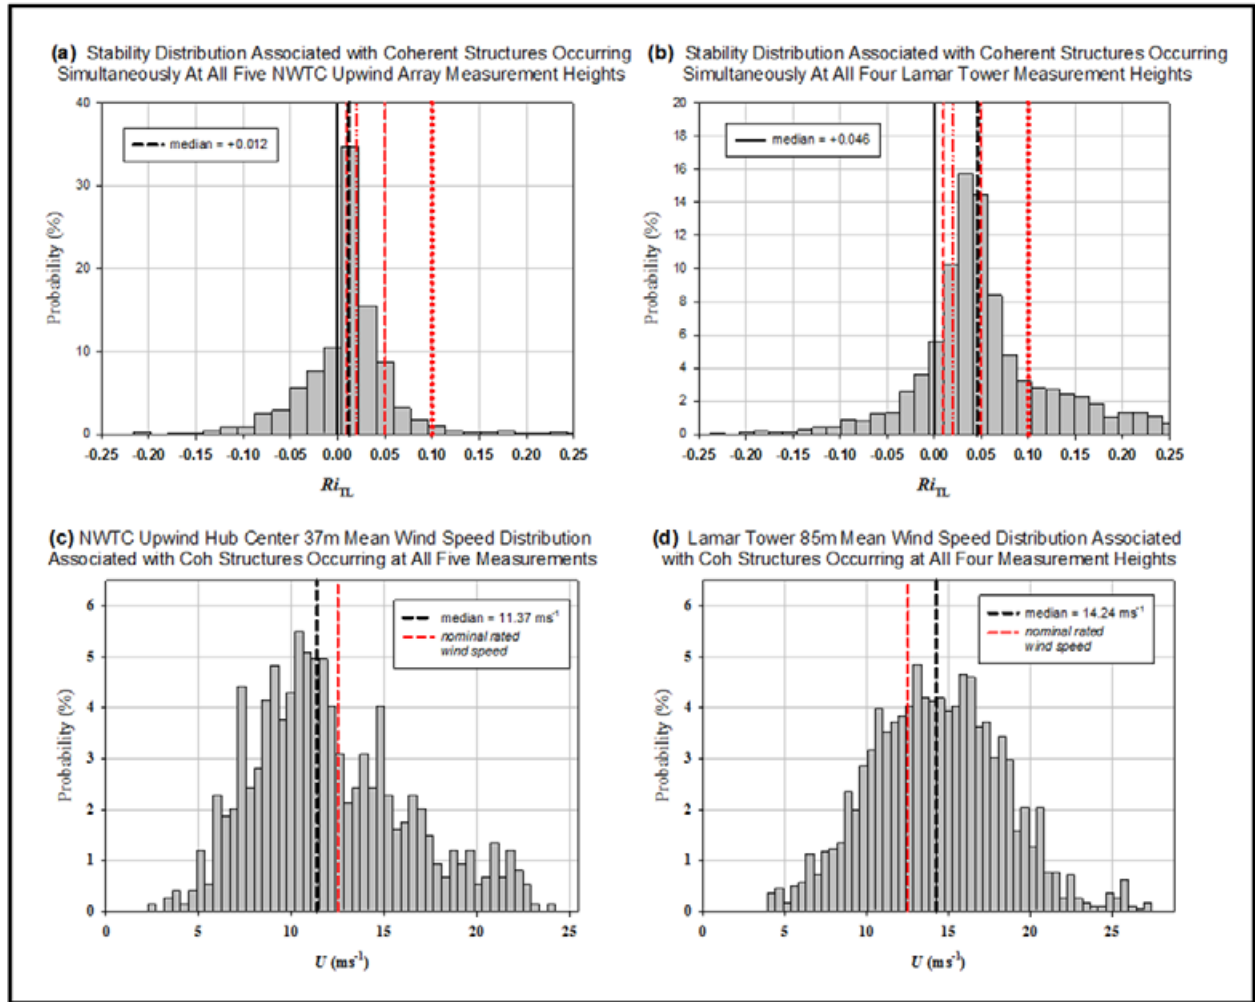 (a) Stability Distribution Associated with Coherent Structures Occurring
Simultaneously At All Five NWTC Upwind Array Measurement Heights
median = +0.012
Probability (%)
40
30
20
10
0
-0.25 -0.20 -0.15 -0.10 -0.05 0.00 0.05 0.10 0.15 0.20 0.25
Ri_TL
(b) Stability Distribution Associated with Coherent Structures Occurring
Simultaneously At All Four Lamar Tower Measurement Heights
median = +0.046
Probability (%)
20
18
16
14
12
10
8
6
4
2
0
-0.25 -0.20 -0.15 -0.10 -0.05 0.00 0.05 0.10 0.15 0.20 0.25
Ri_TL
(c) NWTC Upwind Hub Center 37m Mean Wind Speed Distribution
Associated with Coh Structures Occurring at All Five Measurements
median = 11.37 ms⁻¹
nominal rated
wind speed
Probability (%)
6
5
4
3
2
1
0
0 5 10 15 20 25
U (ms⁻¹)
(d) Lamar Tower 85m Mean Wind Speed Distribution Associated
with Coh Structures Occurring at All Four Measurement Heights
median = 14.24 ms⁻¹
nominal rated
wind speed
Probability (%)
6
5
4
3
2
1
0
0 5 10 15 20 25
U (ms⁻¹)